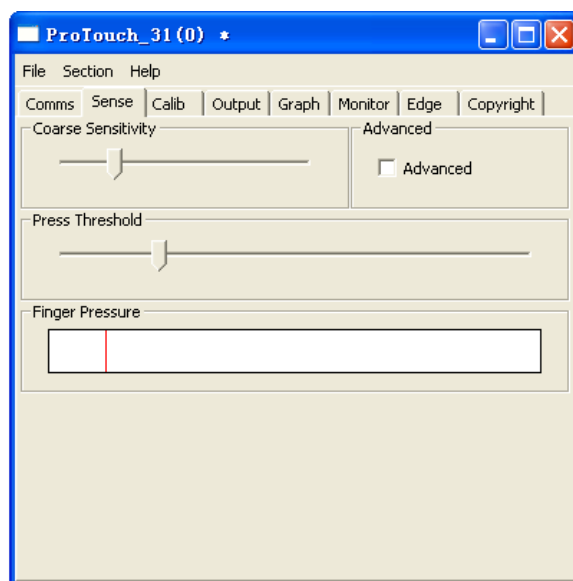 ProTouch_31(0) *
File Section Help
Comms Sense Calib Output Graph Monitor Edge Copyright
Coarse Sensitivity Advanced
Advanced
Press Threshold
Finger Pressure